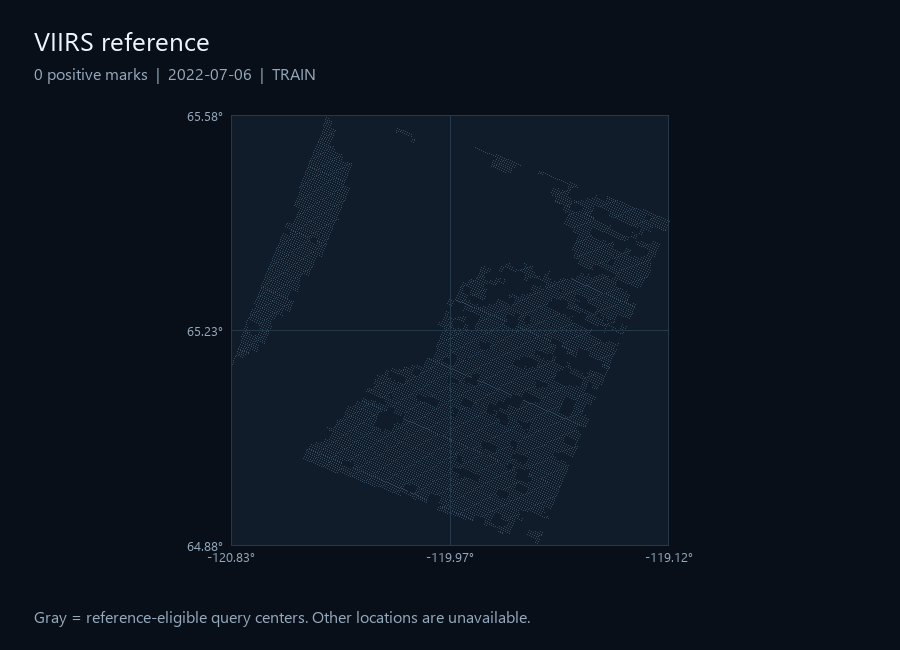 VIIRS reference
0 positive marks | 2022-07-06 | TRAIN
65.58°
65.23°
64.88°
-120.83°
-119.97°
-119.12°
Gray = reference-eligible query centers. Other locations are unavailable.